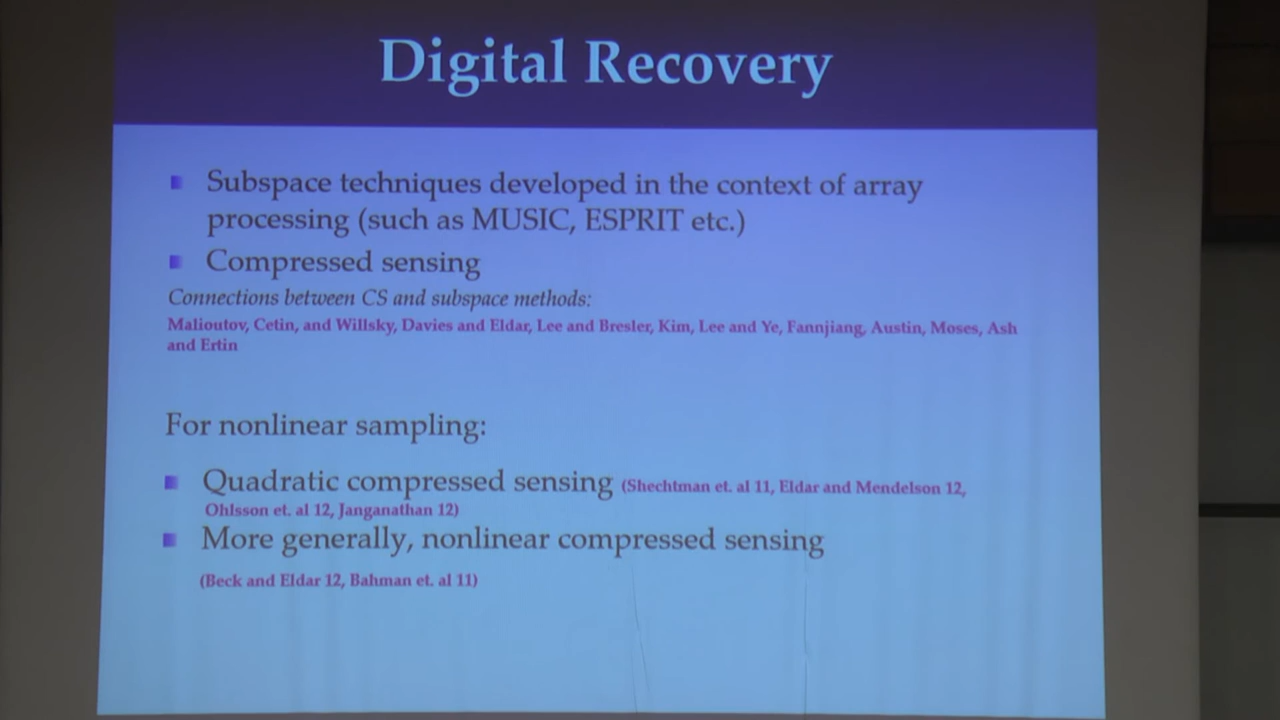 Digital Recovery
Subspace techniques developed in the context of array
processing (such as MUSIC, ESPRIT etc.)
Compressed sensing
Connections between CS and subspace methods:
Malioutov, Cetin, and Willsky, Davies and Eldar, Lee and Bresler, Kim, Lee and Ye, Fannjiang, Austin, Moses, Ash
and Ertin
For nonlinear sampling:
Quadratic compressed sensing (Shechtman et. al 11, Eldar and Mendelson 12,
Ohlsson et. al 12, Janganathan 12)
More generally, nonlinear compressed sensing
(Beck and Eldar 12, Bahman et. al 11)